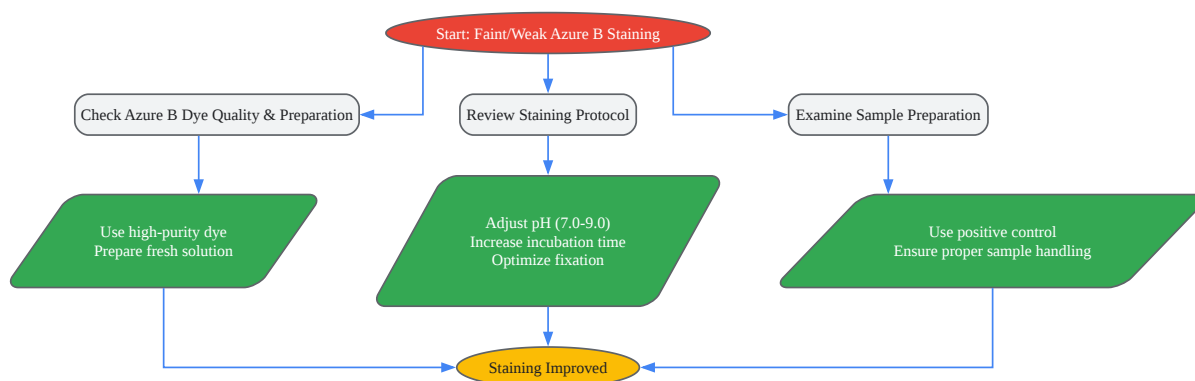 Start: Faint/Weak Azure B Staining
Check Azure B Dye Quality & Preparation
Review Staining Protocol
Examine Sample Preparation
Use high-purity dye
Prepare fresh solution
Adjust pH (7.0-9.0)
Increase incubation time
Optimize fixation
Use positive control
Ensure proper sample handling
Staining Improved